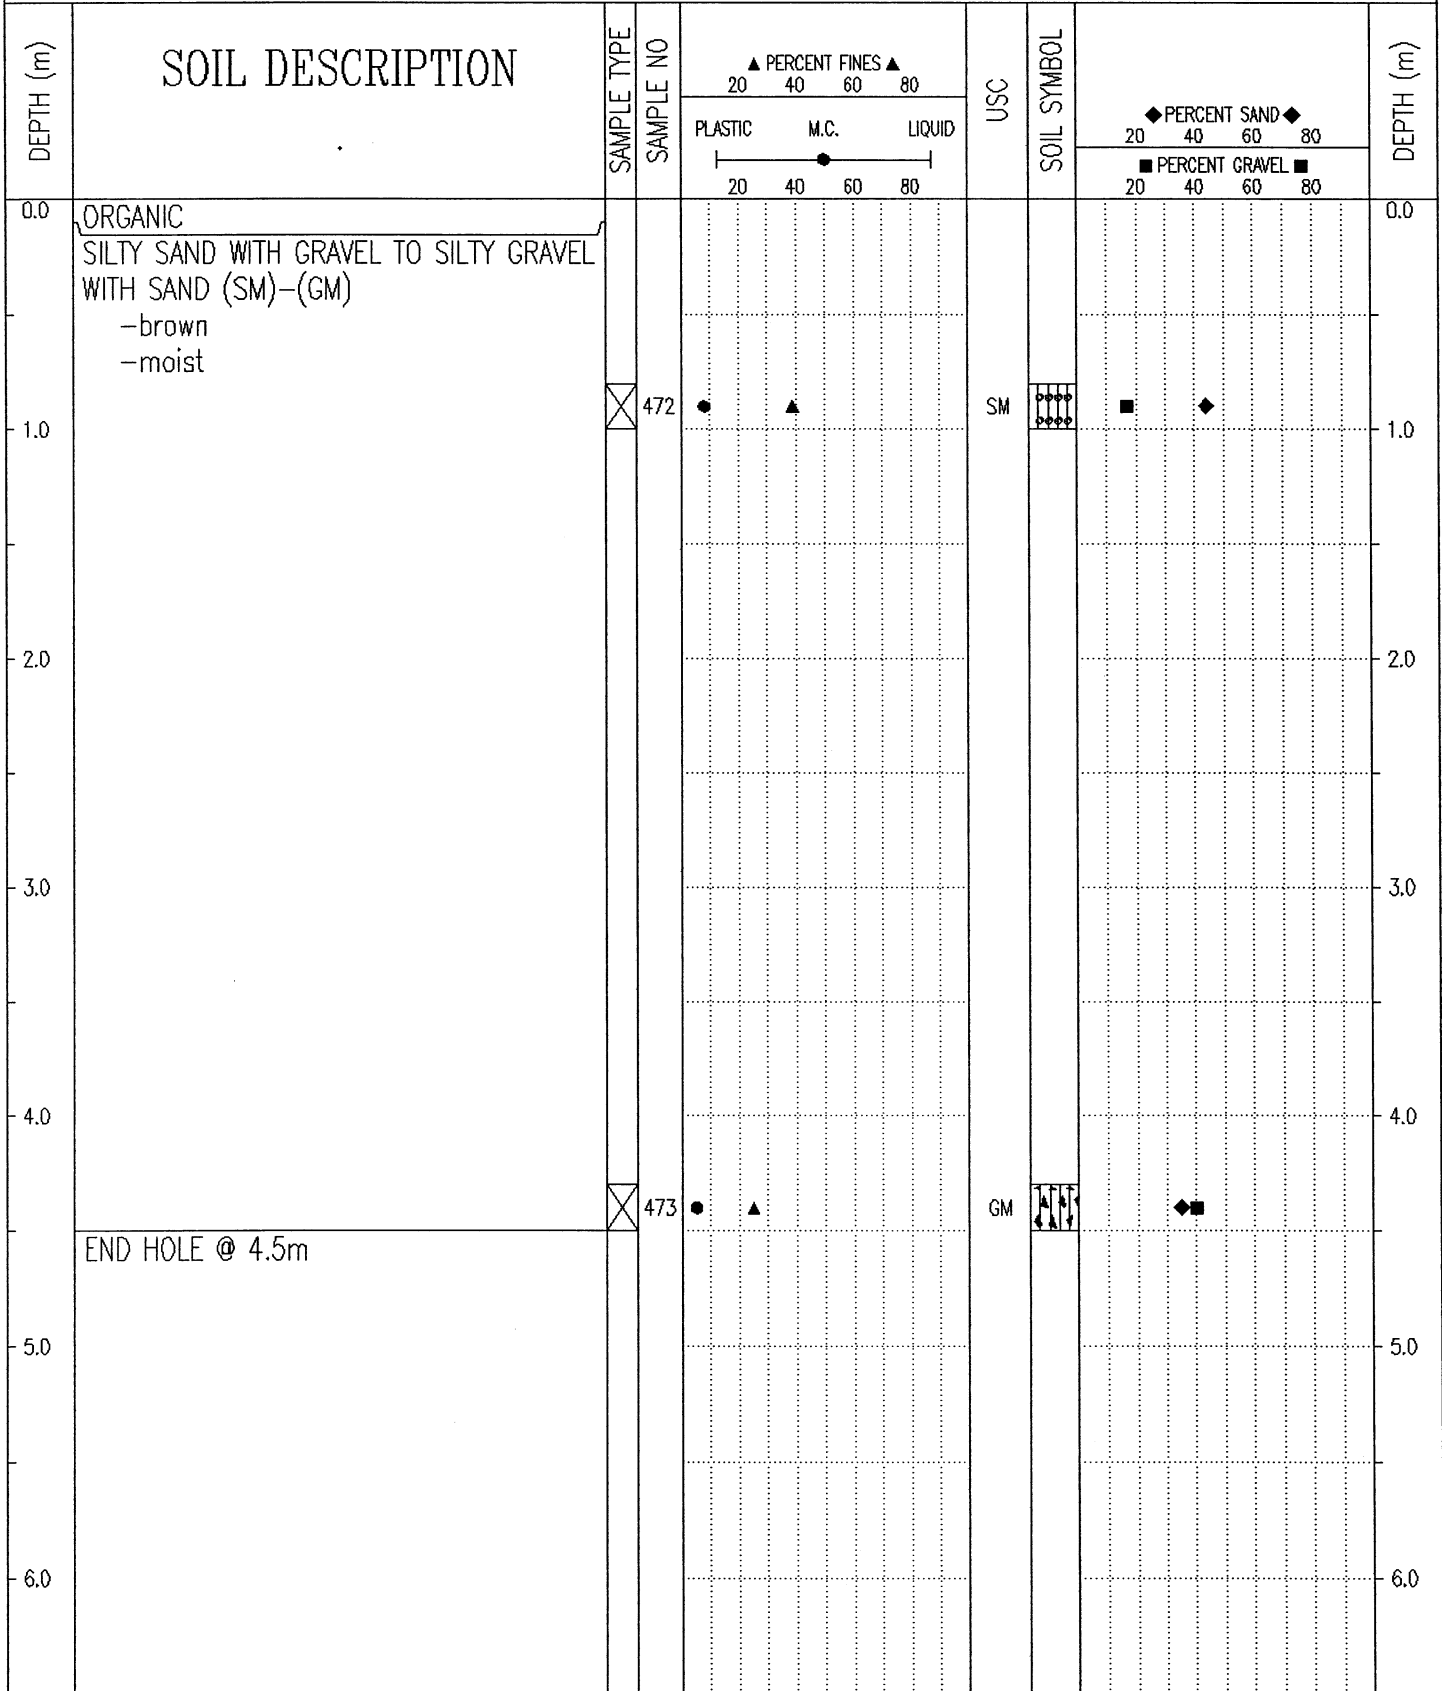 DEPTH (m)
SOIL DESCRIPTION
SAMPLE TYPE
SAMPLE NO
▲ PERCENT FINES ▲
20 40 60 80
PLASTIC M.C. LIQUID
20 40 60 80
USC
SOIL SYMBOL
◆ PERCENT SAND ◆
20 40 60 80
■ PERCENT GRAVEL ■
20 40 60 80
DEPTH (m)
0.0 ORGANIC 0.0
SILTY SAND WITH GRAVEL TO SILTY GRAVEL
WITH SAND (SM)-(GM)
-brown
-moist
472 SM
1.0 1.0
2.0 2.0
3.0 3.0
4.0 4.0
473 GM
END HOLE @ 4.5m
5.0 5.0
6.0 6.0